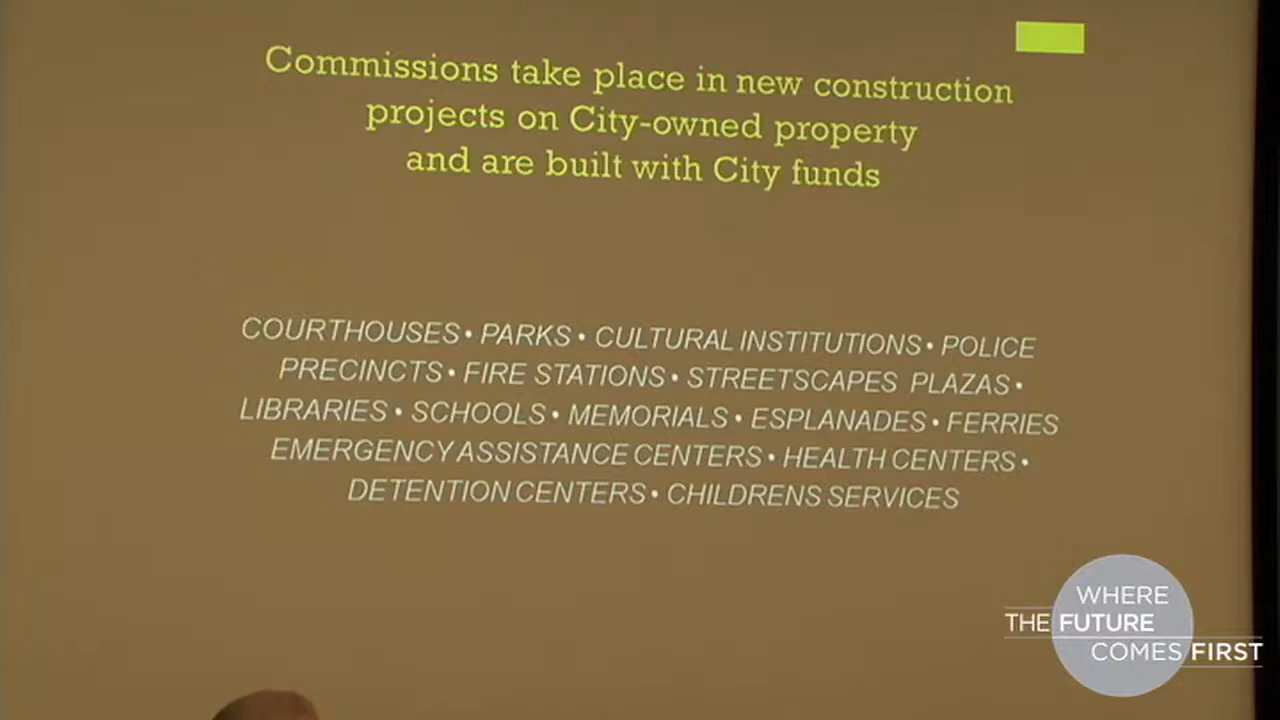 Commissions take place in new construction
projects on City-owned property
and are built with City funds
COURTHOUSES • PARKS • CULTURAL INSTITUTIONS • POLICE
PRECINCTS • FIRE STATIONS • STREETSCAPES PLAZAS •
LIBRARIES • SCHOOLS • MEMORIALS • ESPLANADES • FERRIES
EMERGENCY ASSISTANCE CENTERS • HEALTH CENTERS •
DETENTION CENTERS • CHILDRENS SERVICES
WHERE
THE FUTURE
COMES FIRST